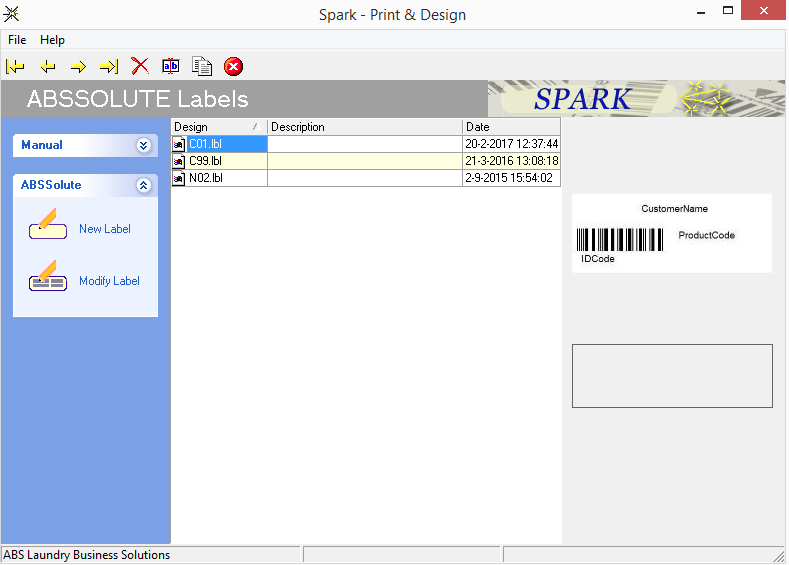 Spark - Print & Design
File Help
ab
ABSSOLUTE Labels
SPARK
Manual
ABSSolute
New Label
Modify Label
Design Description Date
C01.lbl 20-2-2017 12:37:44
C99.lbl 21-3-2016 13:08:18
N02.lbl 2-9-2015 15:54:02
CustomerName
ProductCode
IDCode
ABS Laundry Business Solutions